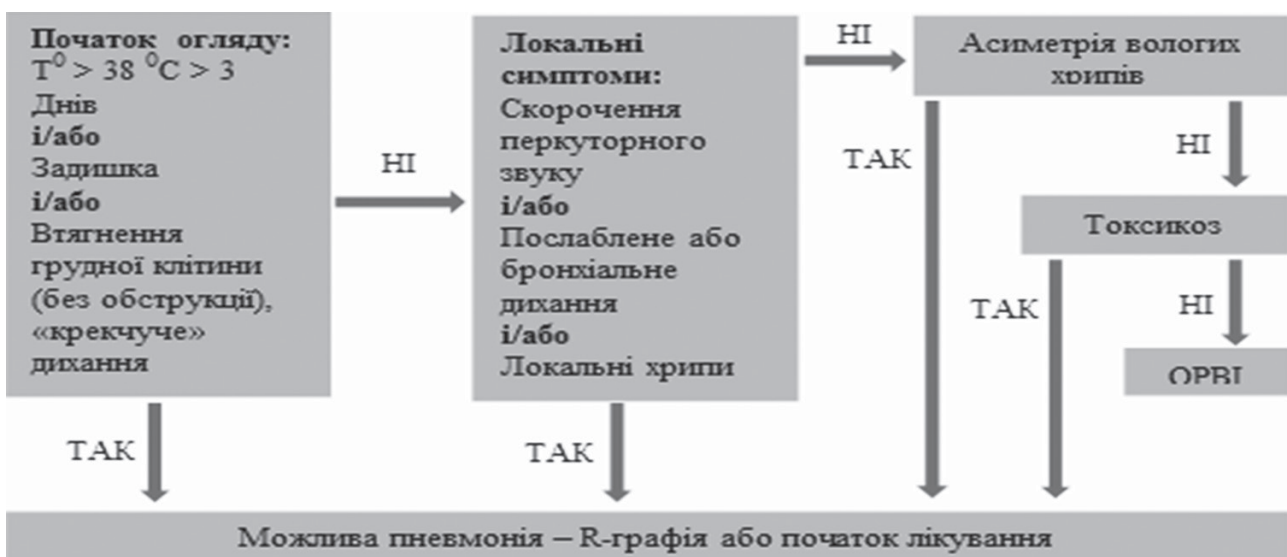 Початок огляду:
Т⁰ > 38 ⁰С > 3
Днів
і/або
Задишка
і/або
Втягнення
грудної клітини
(без обструкції),
«крекчуче»
дихання
НІ
ТАК
Локальні
симптоми:
Скорочення
перкуторного
звуку
і/або
Послаблене або
бронхіальне
дихання
і/або
Локальні хрипи
НІ
ТАК
Асиметрія вологих
хрипів
ТАК
НІ
Токсикоз
ТАК
НІ
ОРВІ
Можлива пневмонія – R-графія або початок лікування